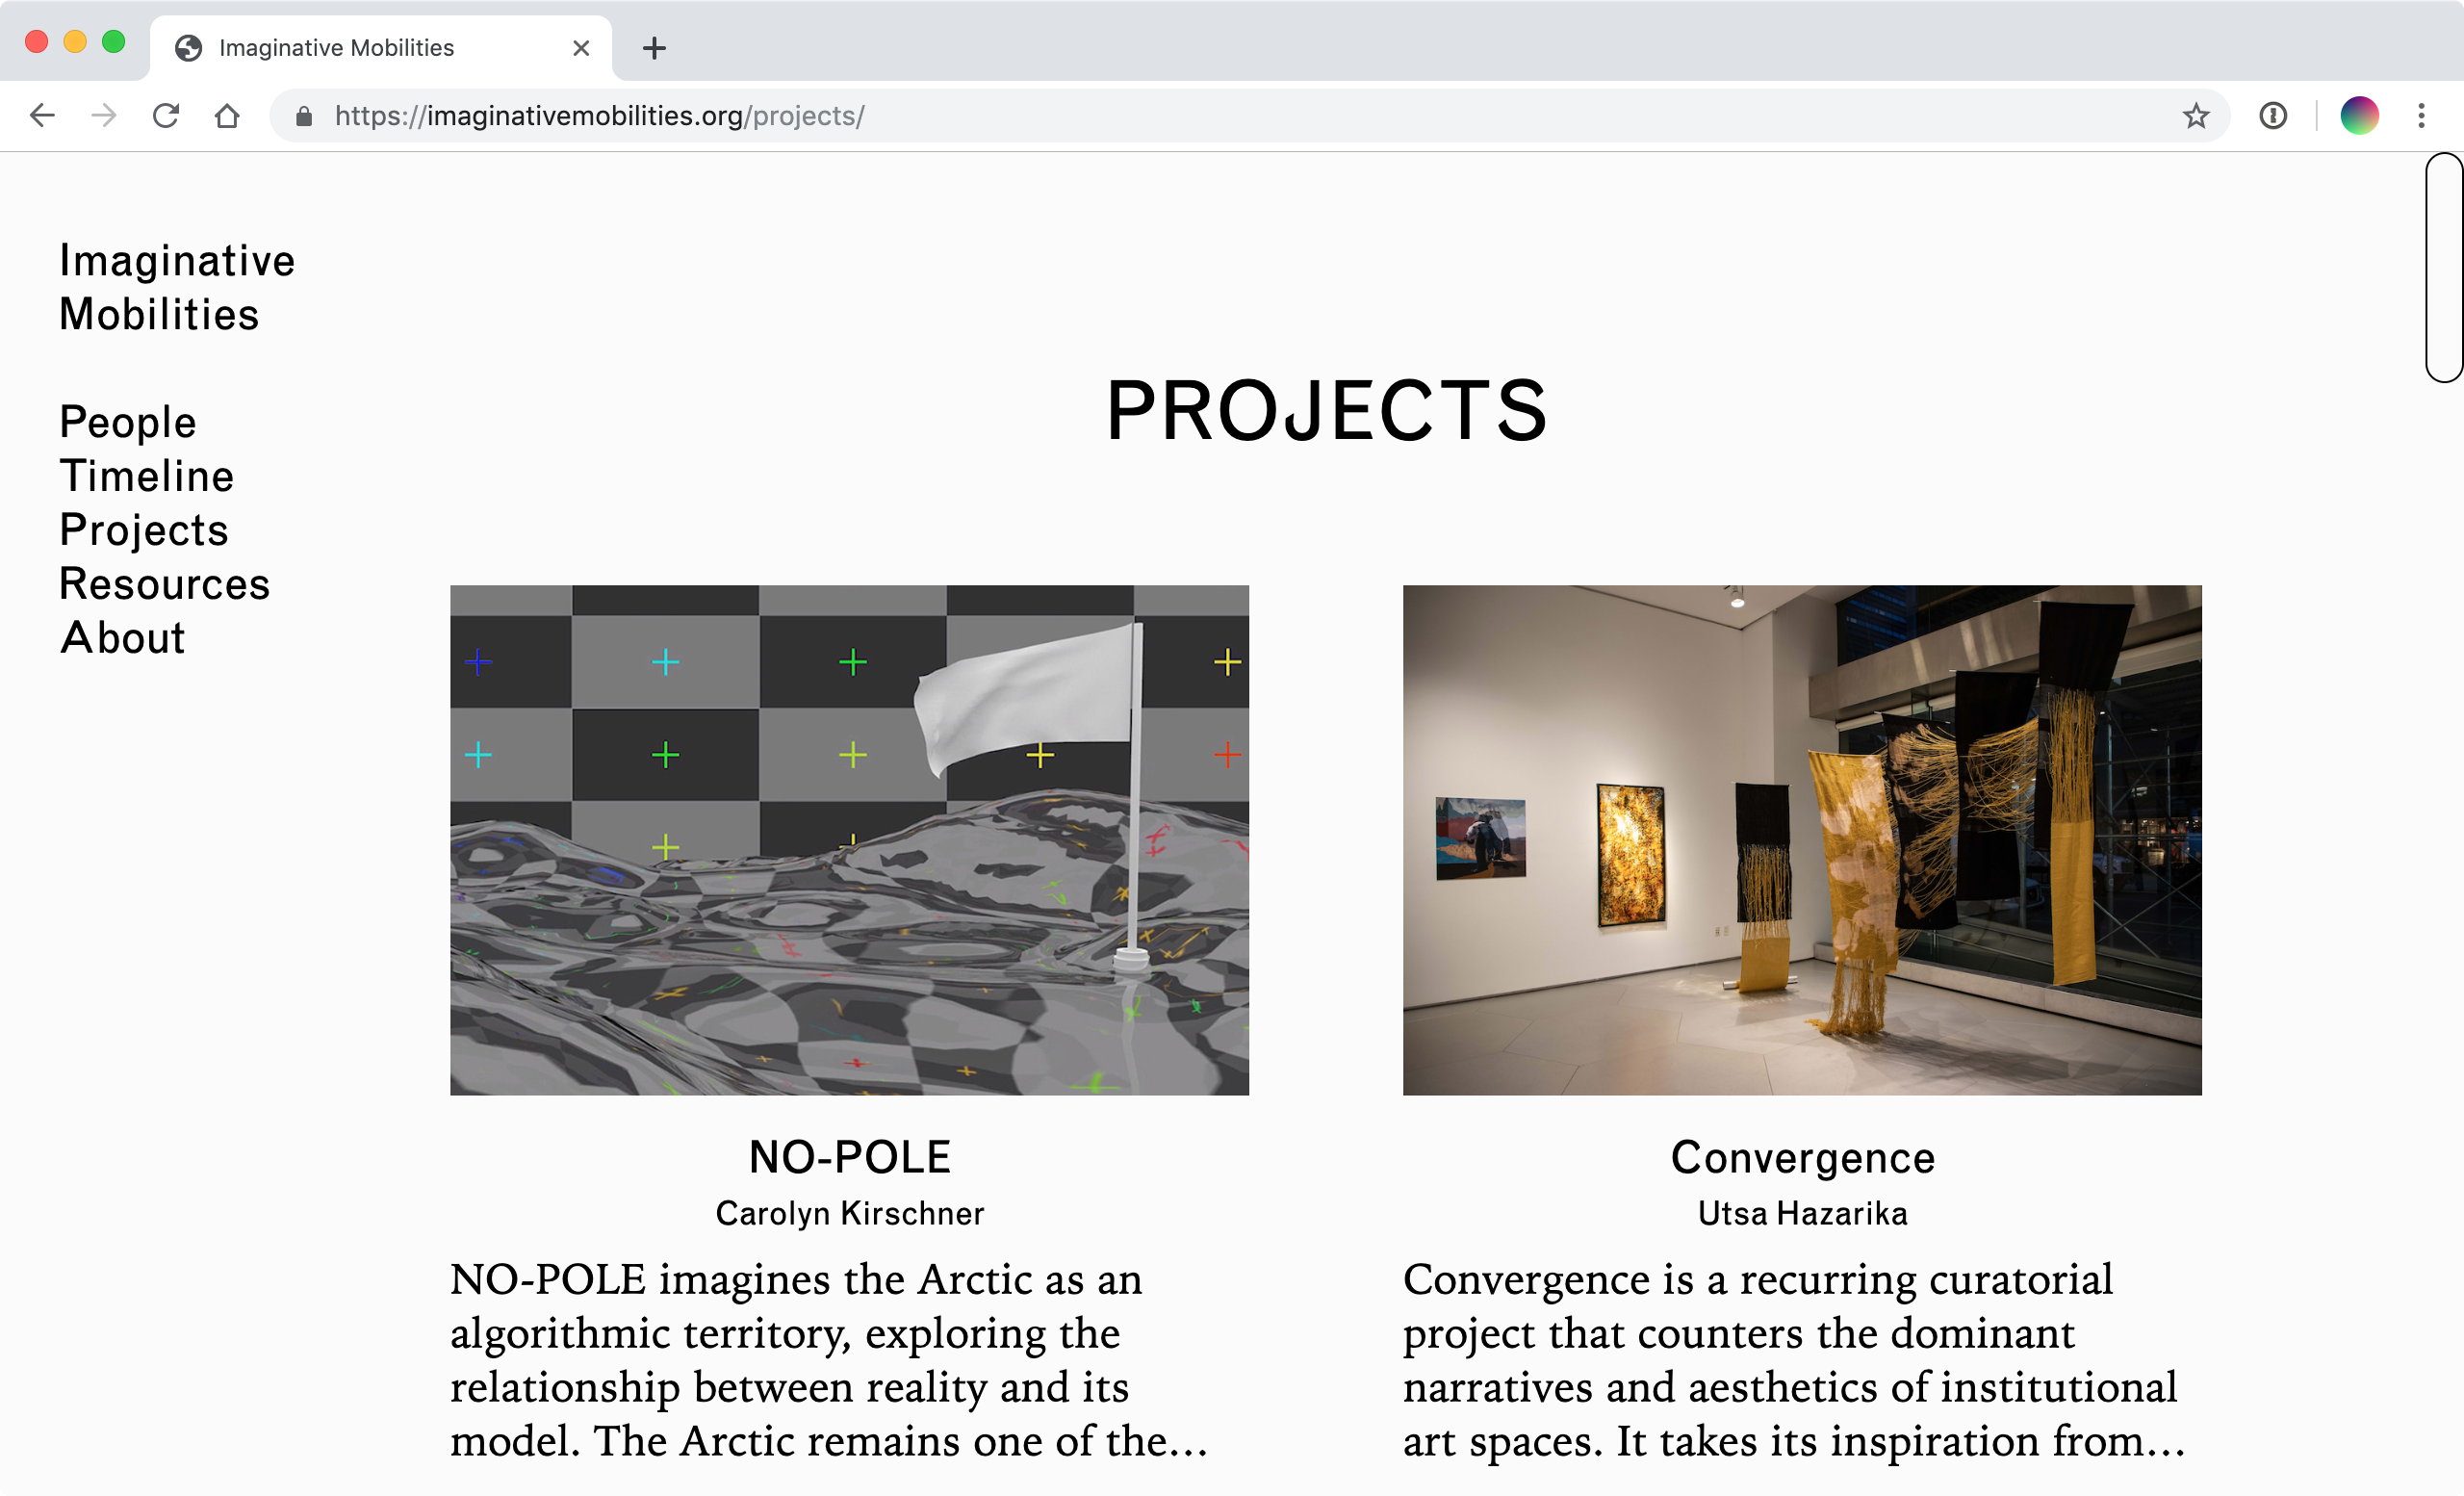 Imaginative Mobilities
https://imaginativemobilities.org/projects/
Imaginative
Mobilities
People
Timeline
Projects
Resources
About
PROJECTS
NO-POLE
Carolyn Kirschner
NO-POLE imagines the Arctic as an
algorithmic territory, exploring the
relationship between reality and its
model. The Arctic remains one of the…
Convergence
Utsa Hazarika
Convergence is a recurring curatorial
project that counters the dominant
narratives and aesthetics of institutional
art spaces. It takes its inspiration from…